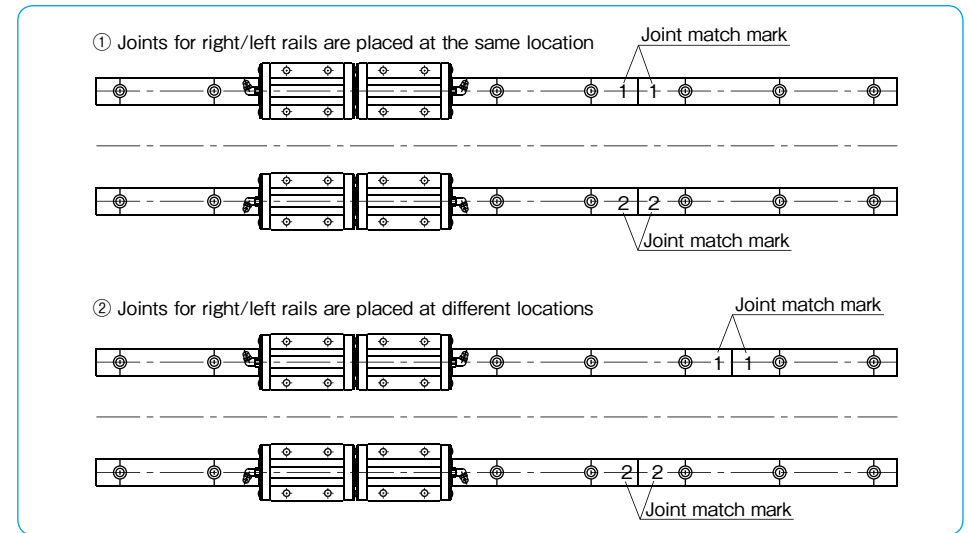 ① Joints for right/left rails are placed at the same location
Joint match mark
1 1
2 2
Joint match mark
② Joints for right/left rails are placed at different locations
Joint match mark
1 1
2 2
Joint match mark